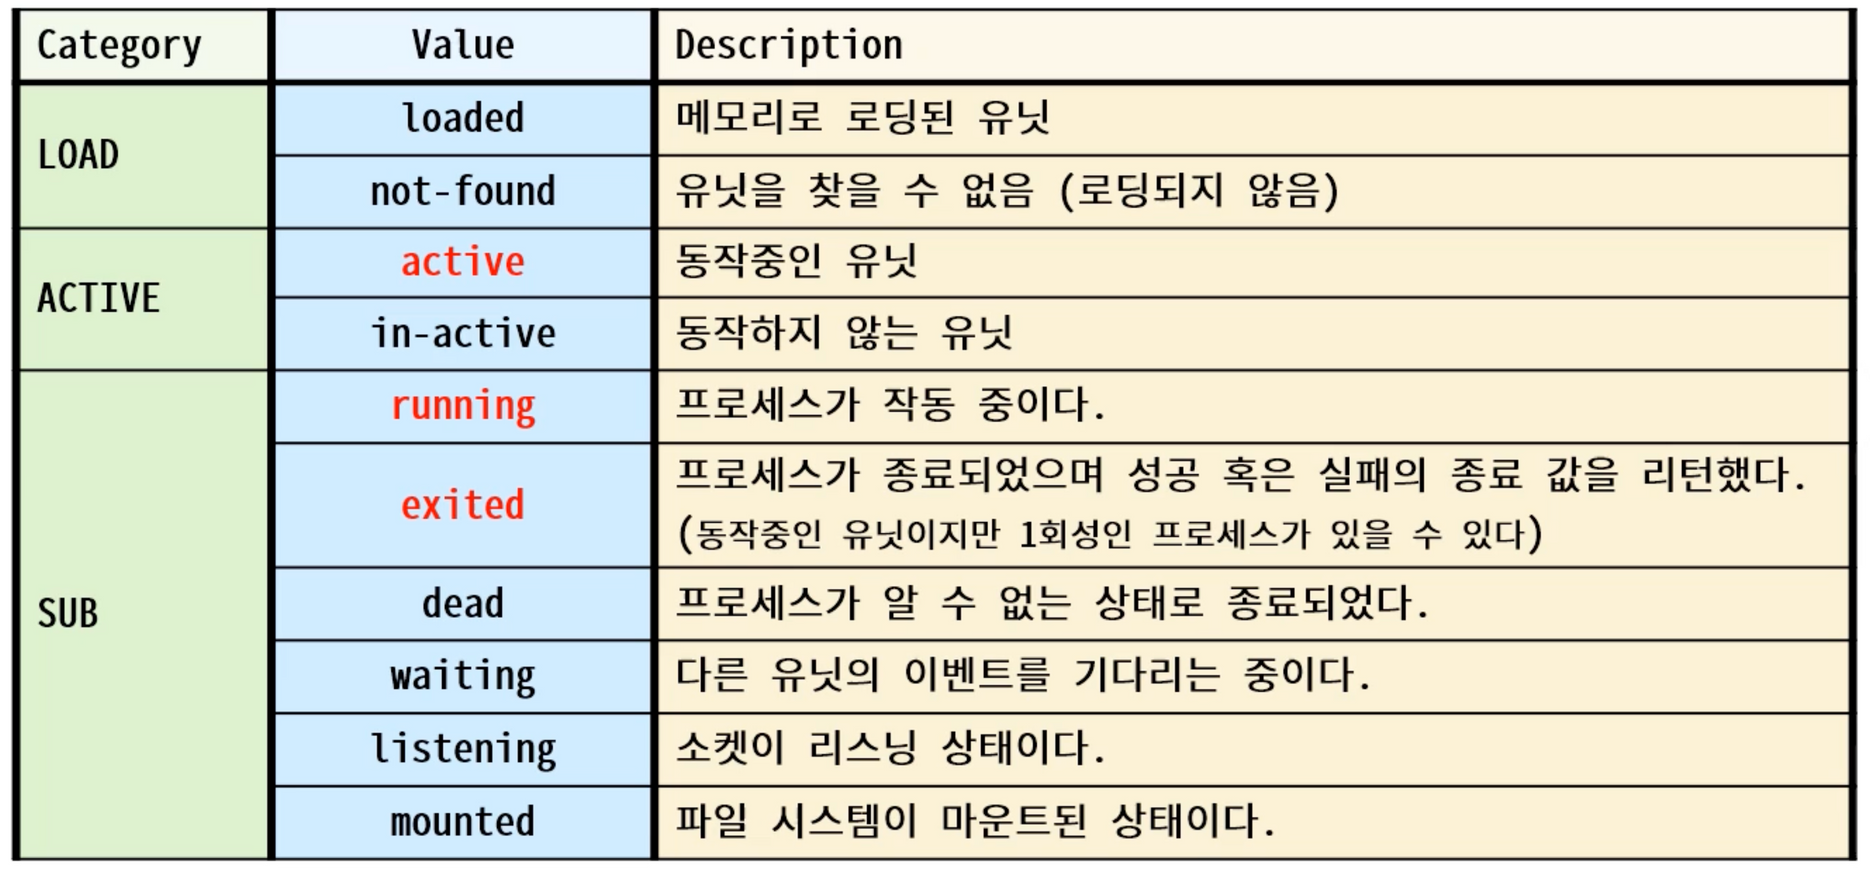 Category Value Description
LOAD
loaded 메모리로 로딩된 유닛
not-found 유닛을 찾을 수 없음 (로딩되지 않음)
ACTIVE
active 동작중인 유닛
in-active 동작하지 않는 유닛
SUB
running 프로세스가 작동 중이다.
exited 프로세스가 종료되었으며 성공 혹은 실패의 종료 값을 리턴했다.
(동작중인 유닛이지만 1회성인 프로세스가 있을 수 있다)
dead 프로세스가 알 수 없는 상태로 종료되었다.
waiting 다른 유닛의 이벤트를 기다리는 중이다.
listening 소켓이 리스닝 상태이다.
mounted 파일 시스템이 마운트된 상태이다.